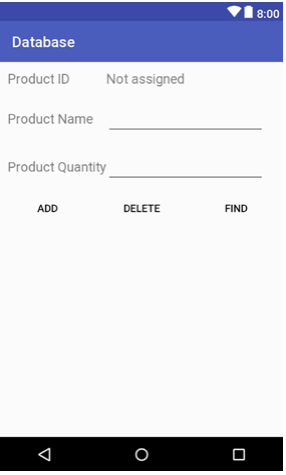 8:00
Database
Product ID Not assigned
Product Name
Product Quantity
ADD DELETE FIND